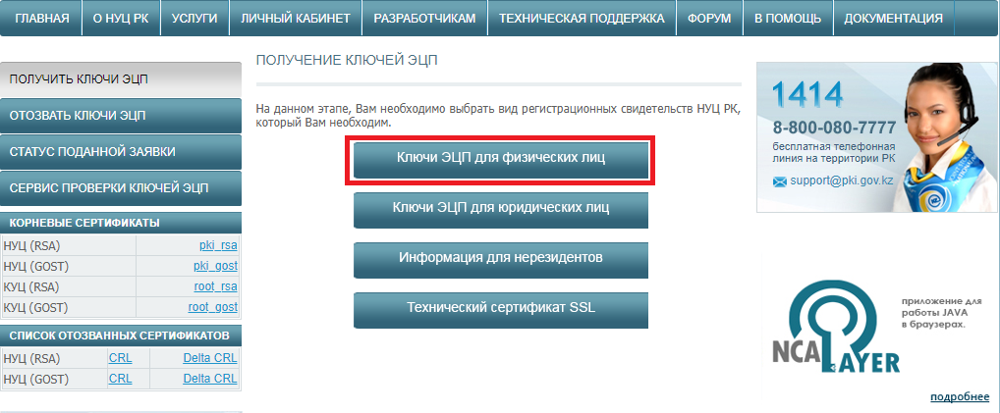 ГЛАВНАЯ О НУЦ РК УСЛУГИ ЛИЧНЫЙ КАБИНЕТ РАЗРАБОТЧИКАМ ТЕХНИЧЕСКАЯ ПОДДЕРЖКА ФОРУМ В ПОМОЩЬ ДОКУМЕНТАЦИЯ
ПОЛУЧИТЬ КЛЮЧИ ЭЦП
ОТОЗВАТЬ КЛЮЧИ ЭЦП
СТАТУС ПОДАННОЙ ЗАЯВКИ
СЕРВИС ПРОВЕРКИ КЛЮЧЕЙ ЭЦП
КОРНЕВЫЕ СЕРТИФИКАТЫ
НУЦ (RSA) pki_rsa
НУЦ (GOST) pki_gost
КУЦ (RSA) root_rsa
КУЦ (GOST) root_gost
СПИСОК ОТОЗВАННЫХ СЕРТИФИКАТОВ
НУЦ (RSA) CRL Delta CRL
НУЦ (GOST) CRL Delta CRL
ПОЛУЧЕНИЕ КЛЮЧЕЙ ЭЦП
На данном этапе, Вам необходимо выбрать вид регистрационных свидетельств НУЦ РК,
который Вам необходим.
Ключи ЭЦП для физических лиц
Ключи ЭЦП для юридических лиц
Информация для нерезидентов
Технический сертификат SSL
1414
8-800-080-7777
бесплатная телефонная
линия на территории РК
support@pki.gov.kz
приложение для
работы JAVA
в браузерах.
NCALAYER
подробнее